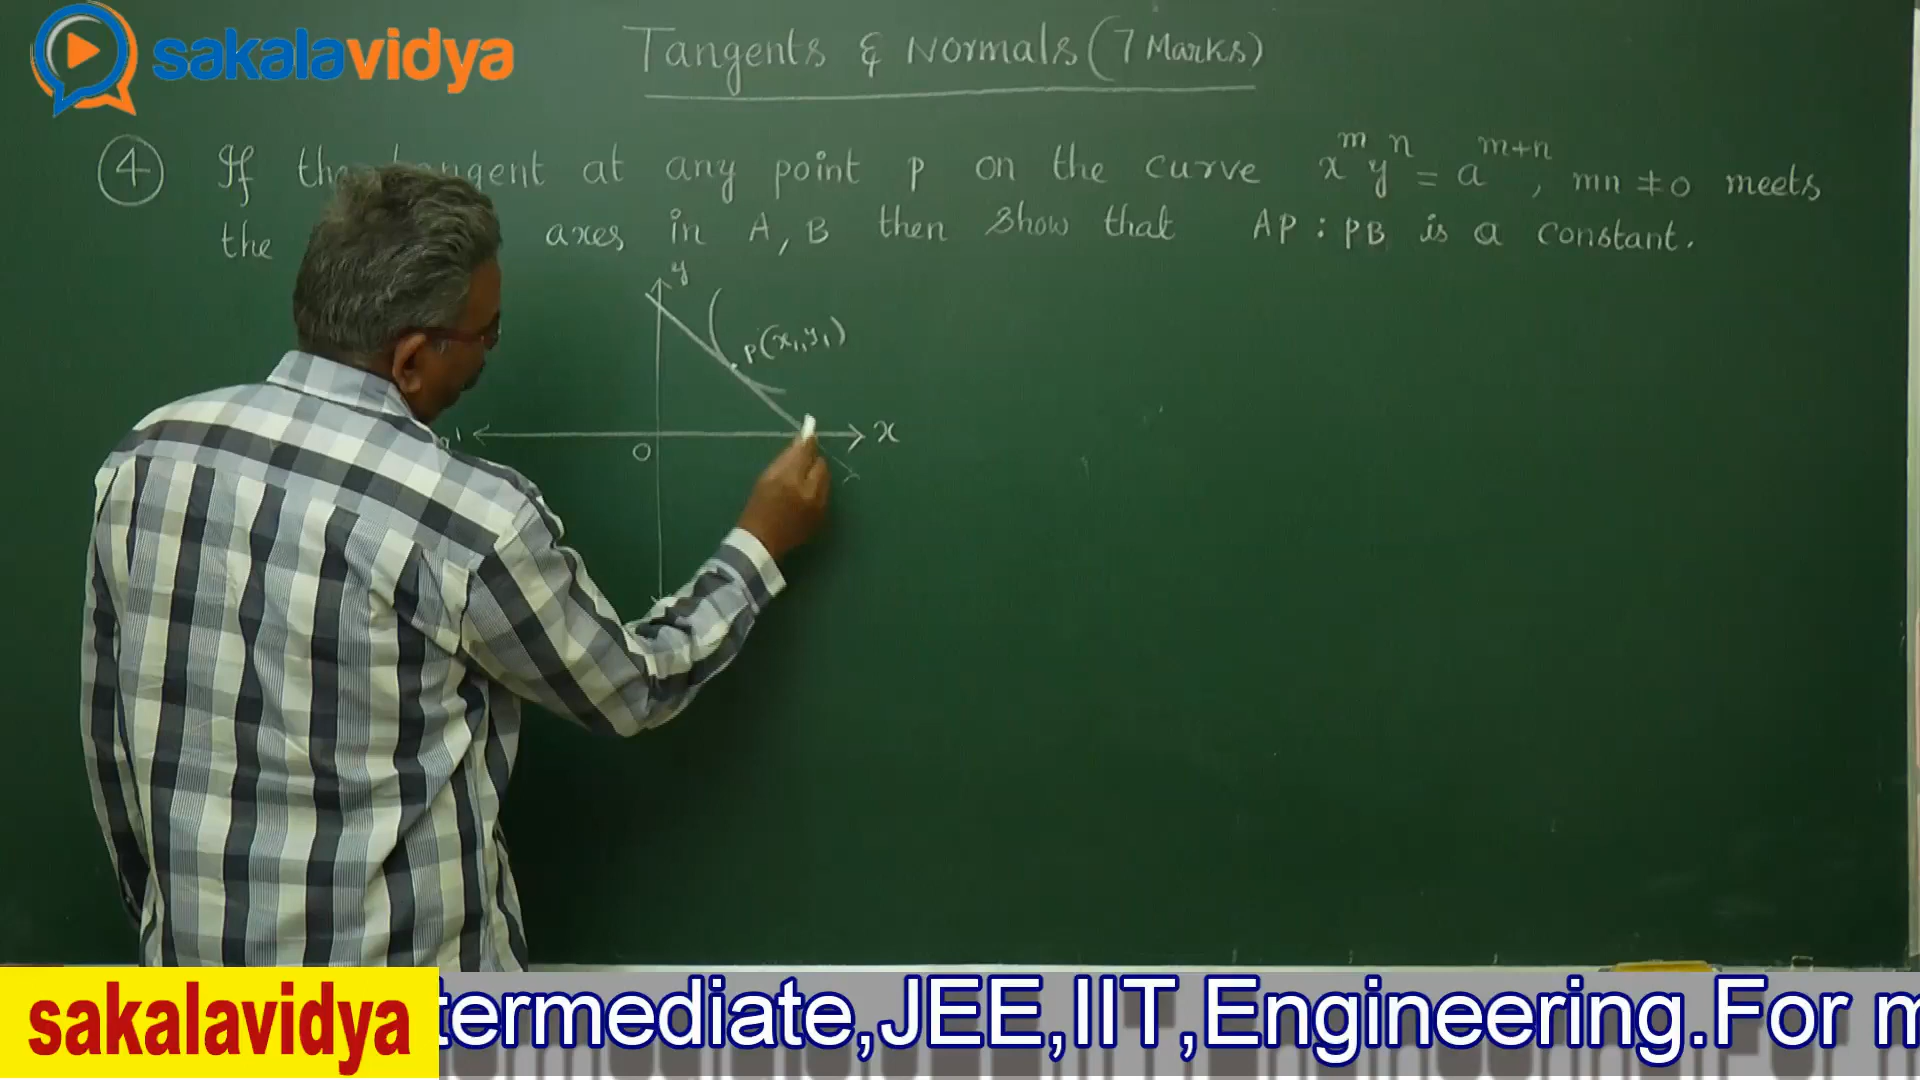 sakalavidya
Tangents & Normals (7 Marks)
④ If the tangent at any point P on the curve x^m y^n = a^{m+n}, mn ≠ 0 meets
the axes in A, B then show that AP : PB is a constant.
y
P(x₁,y₁)
x
O
sakalavidya
termediate,JEE,IIT,Engineering.For m